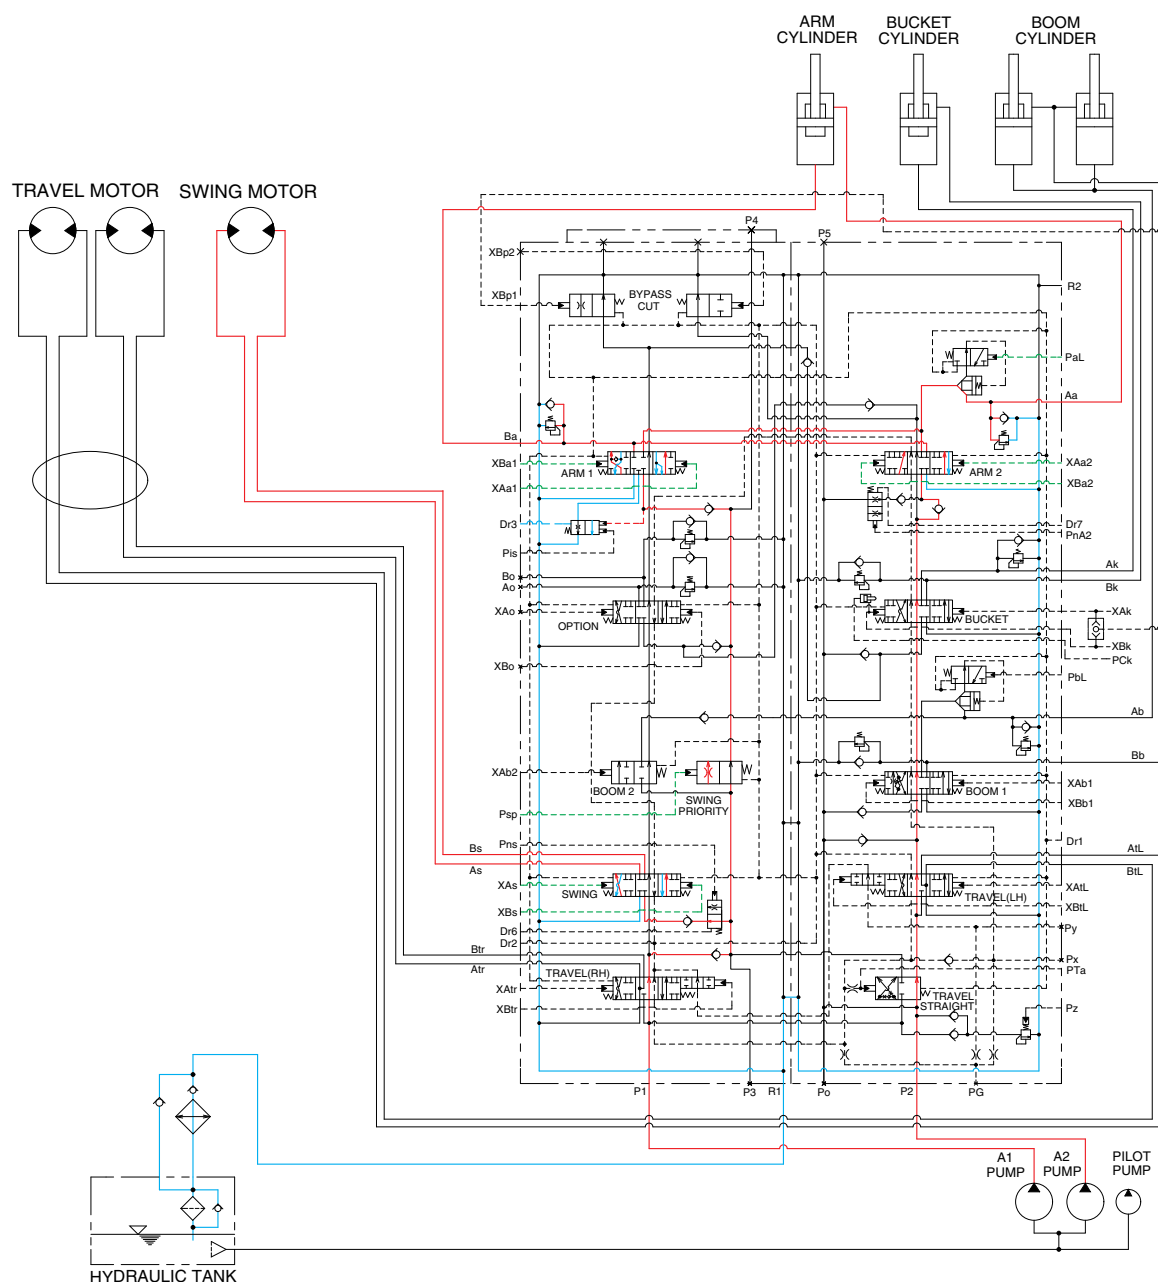 ARM
CYLINDER
BUCKET
CYLINDER
BOOM
CYLINDER
TRAVEL MOTOR
SWING MOTOR
P4
P5
XBp2
XBp1
BYPASS
CUT
R2
PaL
Aa
Ba
XBa1
ARM 1
XAa1
ARM 2
XAa2
XBa2
Dr3
Dr7
PnA2
Pis
Bo
Ao
Ak
Bk
XAo
OPTION
BUCKET
XAk
XBk
PCk
XBo
PbL
Ab
Bb
XAb2
BOOM 2
SWING
PRIORITY
BOOM 1
XAb1
XBb1
Psp
Pns
Dr1
Bs
As
AtL
BtL
XAs
SWING
TRAVEL(LH)
XAtL
XBs
XBtL
Dr6
Dr2
Py
Btr
Atr
TRAVEL(RH)
Px
PTa
XAtr
TRAVEL
STRAIGHT
XBtr
Pz
P1
P3
R1
Po
P2
PG
A1
PUMP
A2
PUMP
PILOT
PUMP
HYDRAULIC TANK